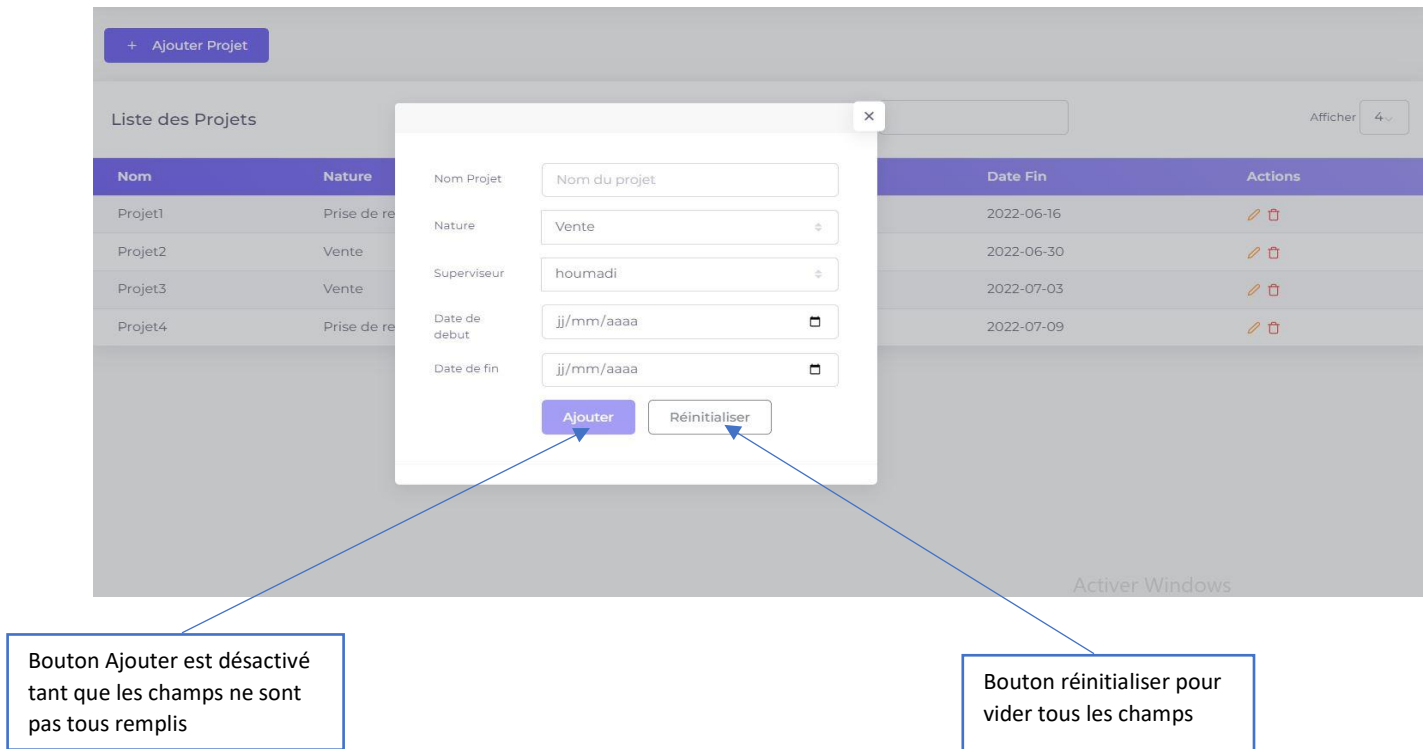 + Ajouter Projet
Liste des Projets
×
Afficher 4
Nom Nature Date Fin Actions
Projet1 Prise de re 2022-06-16
Projet2 Vente 2022-06-30
Projet3 Vente 2022-07-03
Projet4 Prise de re 2022-07-09
Nom Projet Nom du projet
Nature Vente
Superviseur houmadi
Date de
debut jj/mm/aaaa
Date de fin jj/mm/aaaa
Ajouter Réinitialiser
Activer Windows
Bouton Ajouter est désactivé
tant que les champs ne sont
pas tous remplis
Bouton réinitialiser pour
vider tous les champs